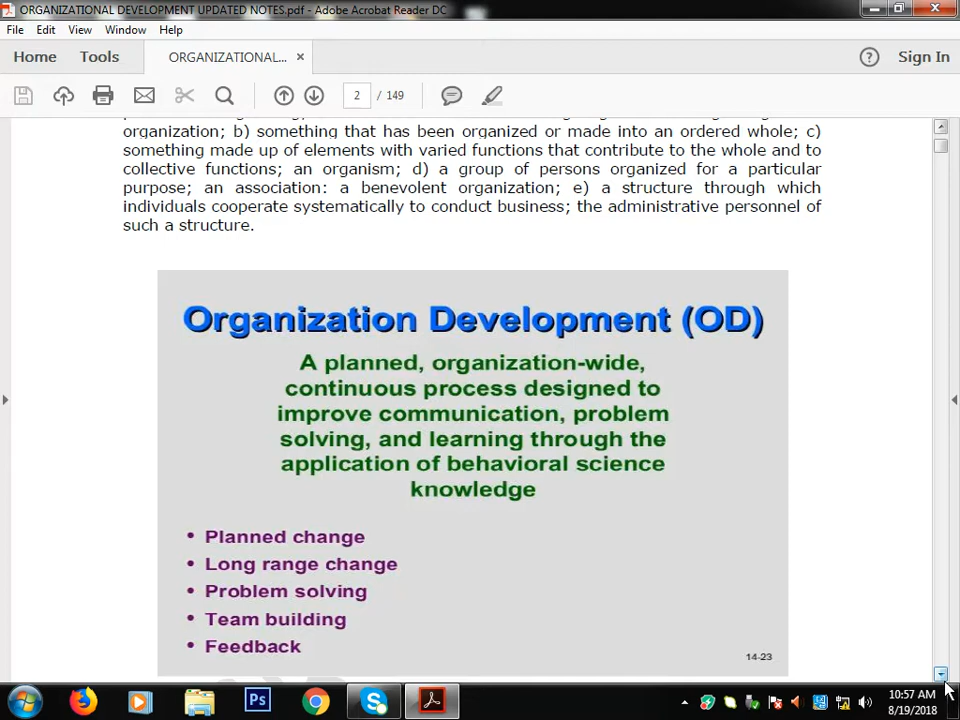 ORGANIZATIONAL DEVELOPMENT UPDATED NOTES.pdf - Adobe Acrobat Reader DC
File Edit View Window Help
Home Tools ORGANIZATIONAL... × Sign In
2 / 149
organization; b) something that has been organized or made into an ordered whole; c)
something made up of elements with varied functions that contribute to the whole and to
collective functions; an organism; d) a group of persons organized for a particular
purpose; an association: a benevolent organization; e) a structure through which
individuals cooperate systematically to conduct business; the administrative personnel of
such a structure.
Organization Development (OD)
A planned, organization-wide,
continuous process designed to
improve communication, problem
solving, and learning through the
application of behavioral science
knowledge
• Planned change
• Long range change
• Problem solving
• Team building
• Feedback
14-23
Ps
10:57 AM
8/19/2018